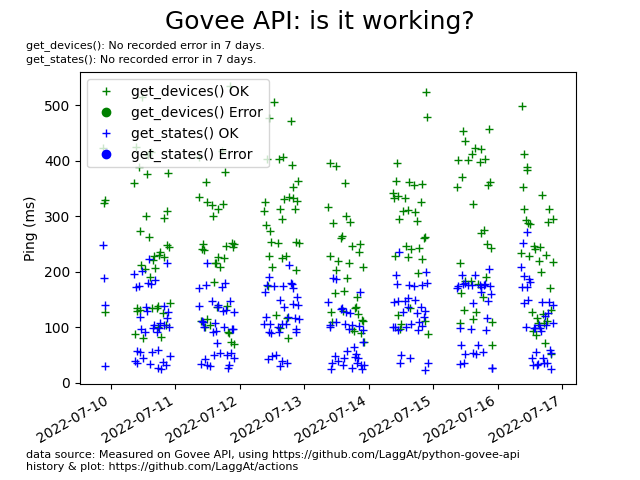 Govee API: is it working?
get_devices(): No recorded error in 7 days.
get_states(): No recorded error in 7 days.
get_devices() OK
get_devices() Error
get_states() OK
get_states() Error
500
400
300
200
100
0
Ping (ms)
2022-07-10
2022-07-11
2022-07-12
2022-07-13
2022-07-14
2022-07-15
2022-07-16
2022-07-17
data source: Measured on Govee API, using https://github.com/LaggAt/python-govee-api
history & plot: https://github.com/LaggAt/actions